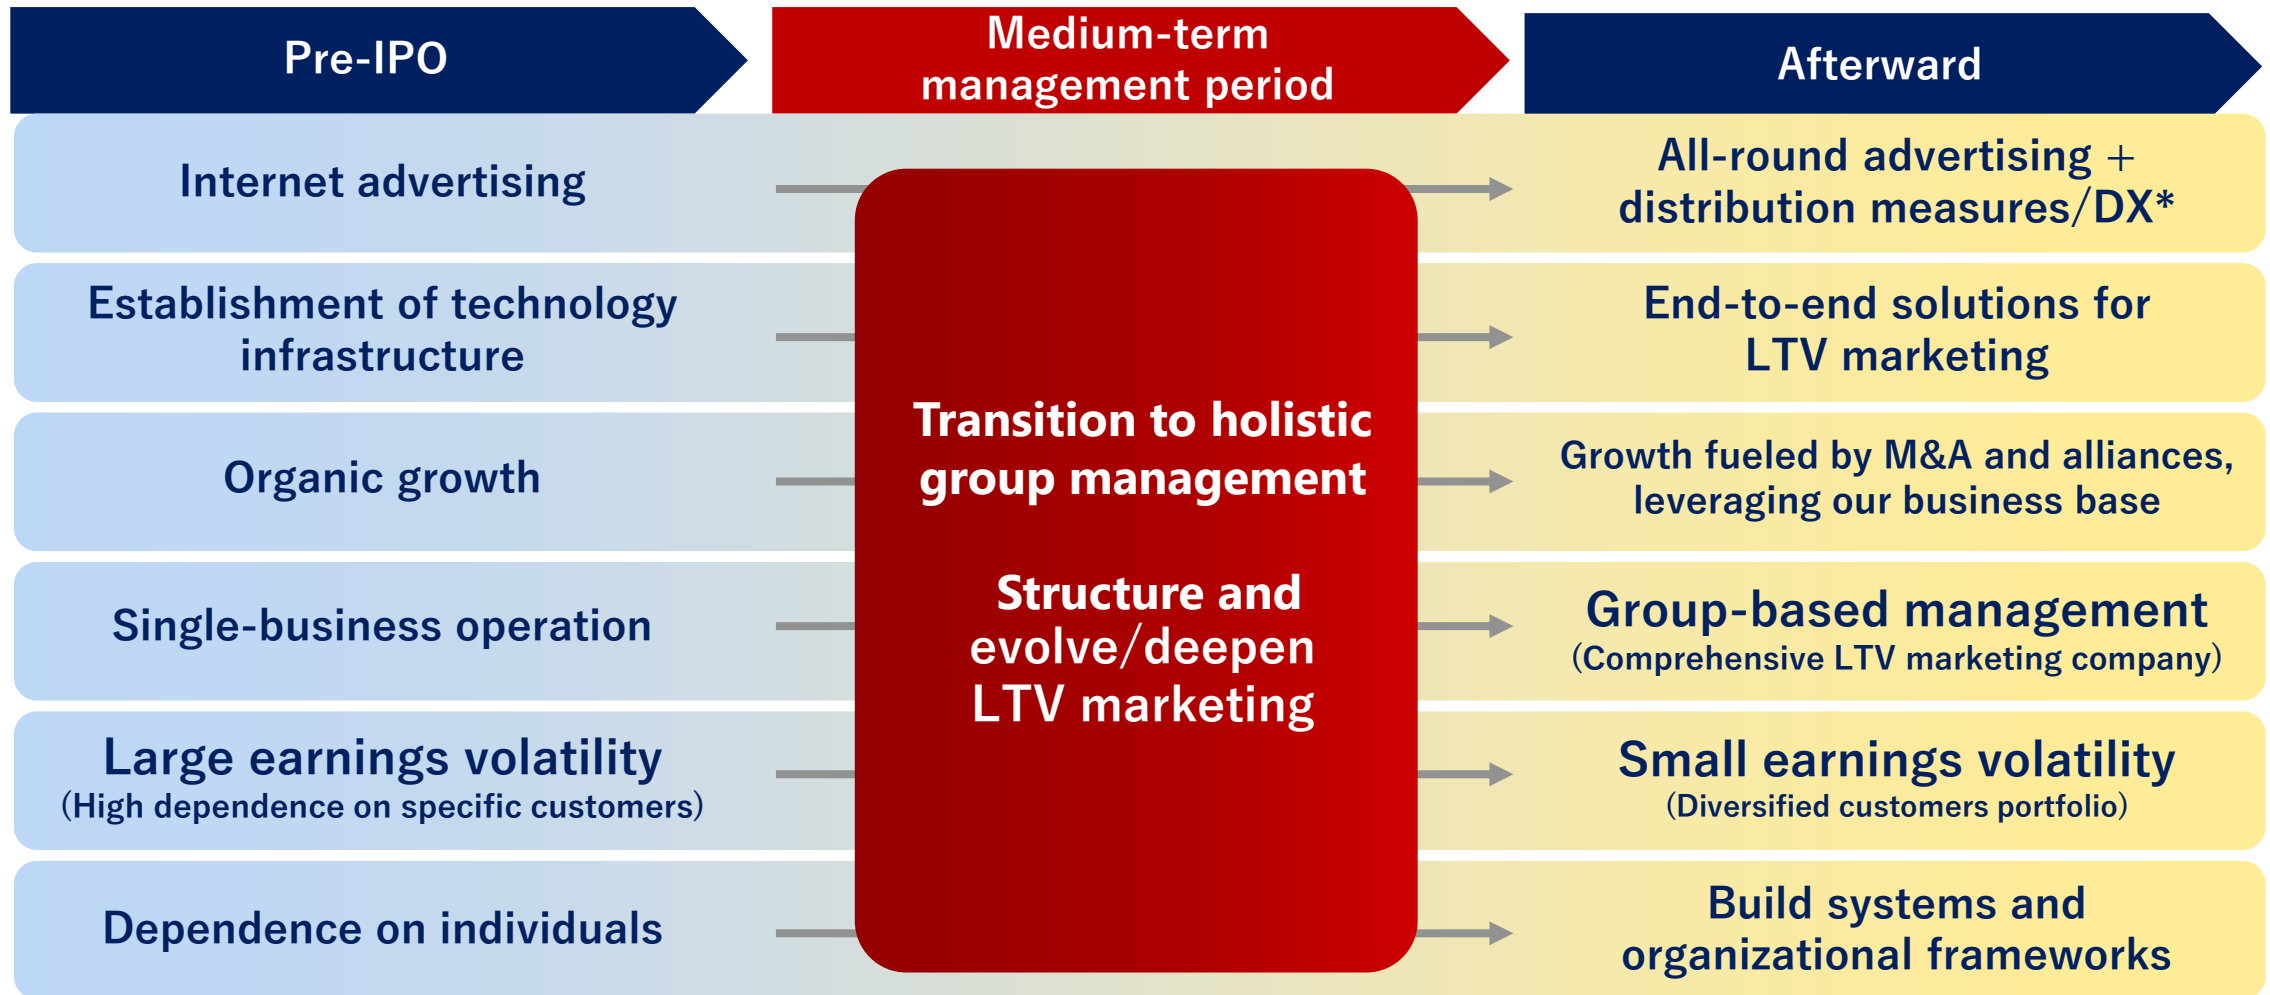 Pre-IPO
Medium-term
management period
Afterward
Internet advertising
All-round advertising +
distribution measures/DX*
Establishment of technology
infrastructure
End-to-end solutions for
LTV marketing
Organic growth
Growth fueled by M&A and alliances,
leveraging our business base
Transition to holistic
group management
Structure and
evolve/deepen
LTV marketing
Single-business operation
Group-based management
(Comprehensive LTV marketing company)
Large earnings volatility
(High dependence on specific customers)
Small earnings volatility
(Diversified customers portfolio)
Dependence on individuals
Build systems and
organizational frameworks